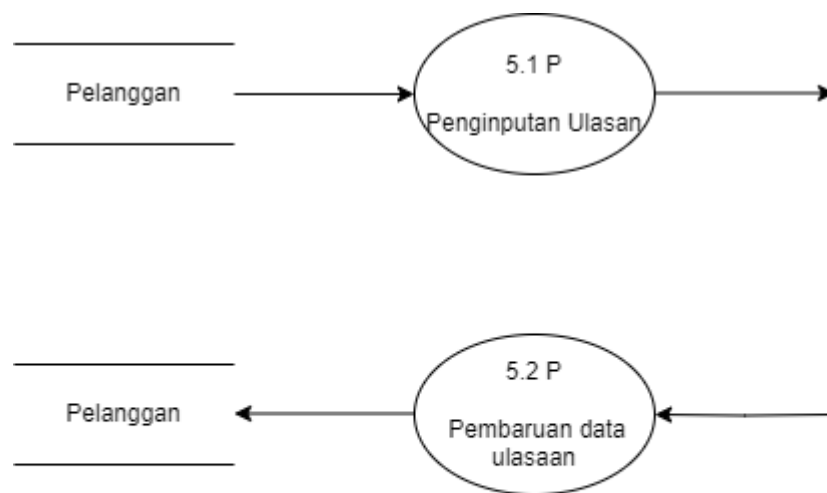 Pelanggan
5.1 P
Penginputan Ulasan
Pelanggan
5.2 P
Pembaruan data
ulasaan